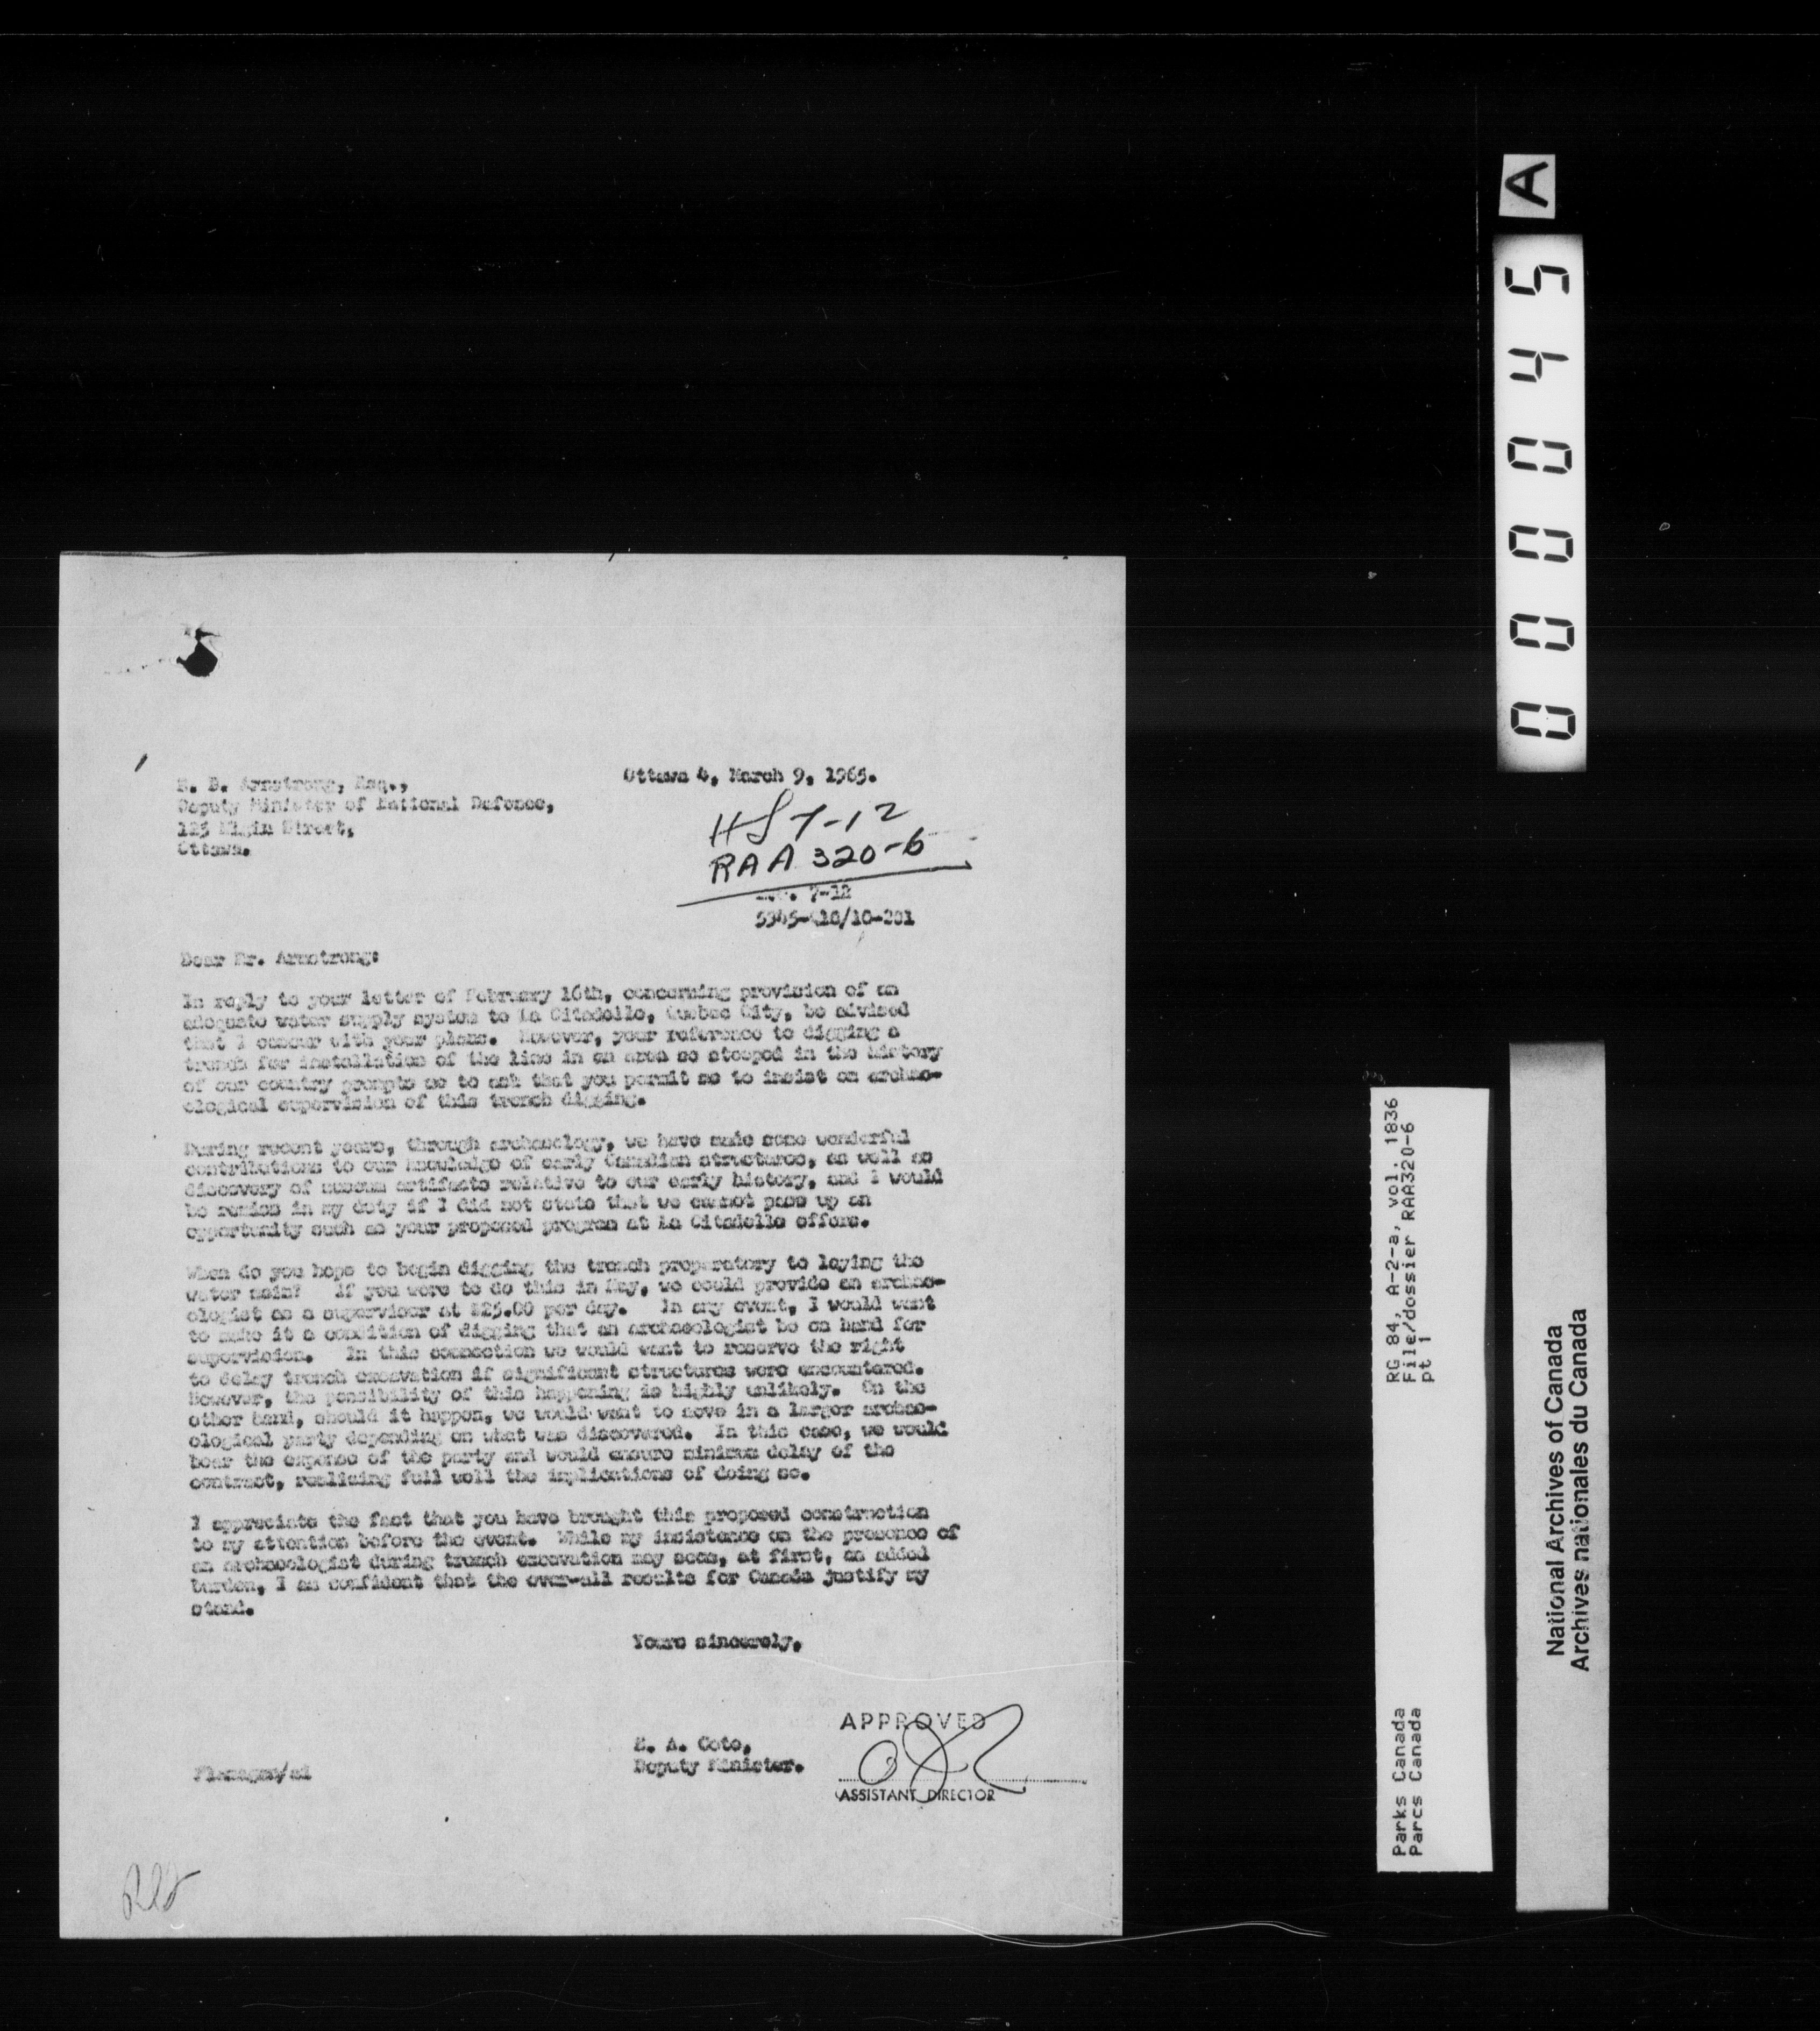 Ottawa 4, March 9, 1965.
E. B. Armstrong, Esq.,
Deputy Minister of National Defence,
125 Elgin Street,
Ottawa.
HS 7-12
RAA 320-6
7-12
Dear Mr. Armstrong:
In reply to your letter of February 16th, concerning provision of an
adequate water supply system to La Citadelle, Quebec City, be advised
that I concur with your plans. However, your reference to digging a
trench for installation of the line in an area so steeped in the history
of our country prompts me to ask that you permit me to insist on archae-
ological supervision of this trench digging.
During recent years, through archaeology, we have made some wonderful
contributions to our knowledge of early Canadian structures, as well as
discovery of museum artifacts relative to our early history, and I would
be remiss in my duty if I did not state that we cannot pass up an
opportunity such as your proposed program at La Citadelle offers.
When do you hope to begin digging the trench preparatory to laying the
water main? If you were to do this in May, we could provide an archae-
ologist as a supervisor at $25.00 per day. In any event, I would want
to make it a condition of digging that an archaeologist be on hand for
supervision. In this connection we would want to reserve the right
to delay trench excavation if significant structures were encountered.
However, the possibility of this happening is highly unlikely. On the
other hand, should it happen, we would want to move in a larger archae-
ological party depending on what was discovered. In this case, we would
bear the expense of the party and would ensure minimum delay of the
contract, realizing full well the implications of doing so.
I appreciate the fact that you have brought this proposed construction
to my attention before the event. While my insistence on the presence of
an archaeologist during trench excavation may seem, at first, an added
burden, I am confident that the over-all results for Canada justify my
stand.
Yours sincerely,
E. A. Cote,
Deputy Minister.
APPROVED
ASSISTANT DIRECTOR
A
000045
RG 84, A-2-a, vol. 1836
File/dossier RAA320-6
pt 1
Parks Canada
Parcs Canada
National Archives of Canada
Archives nationales du Canada